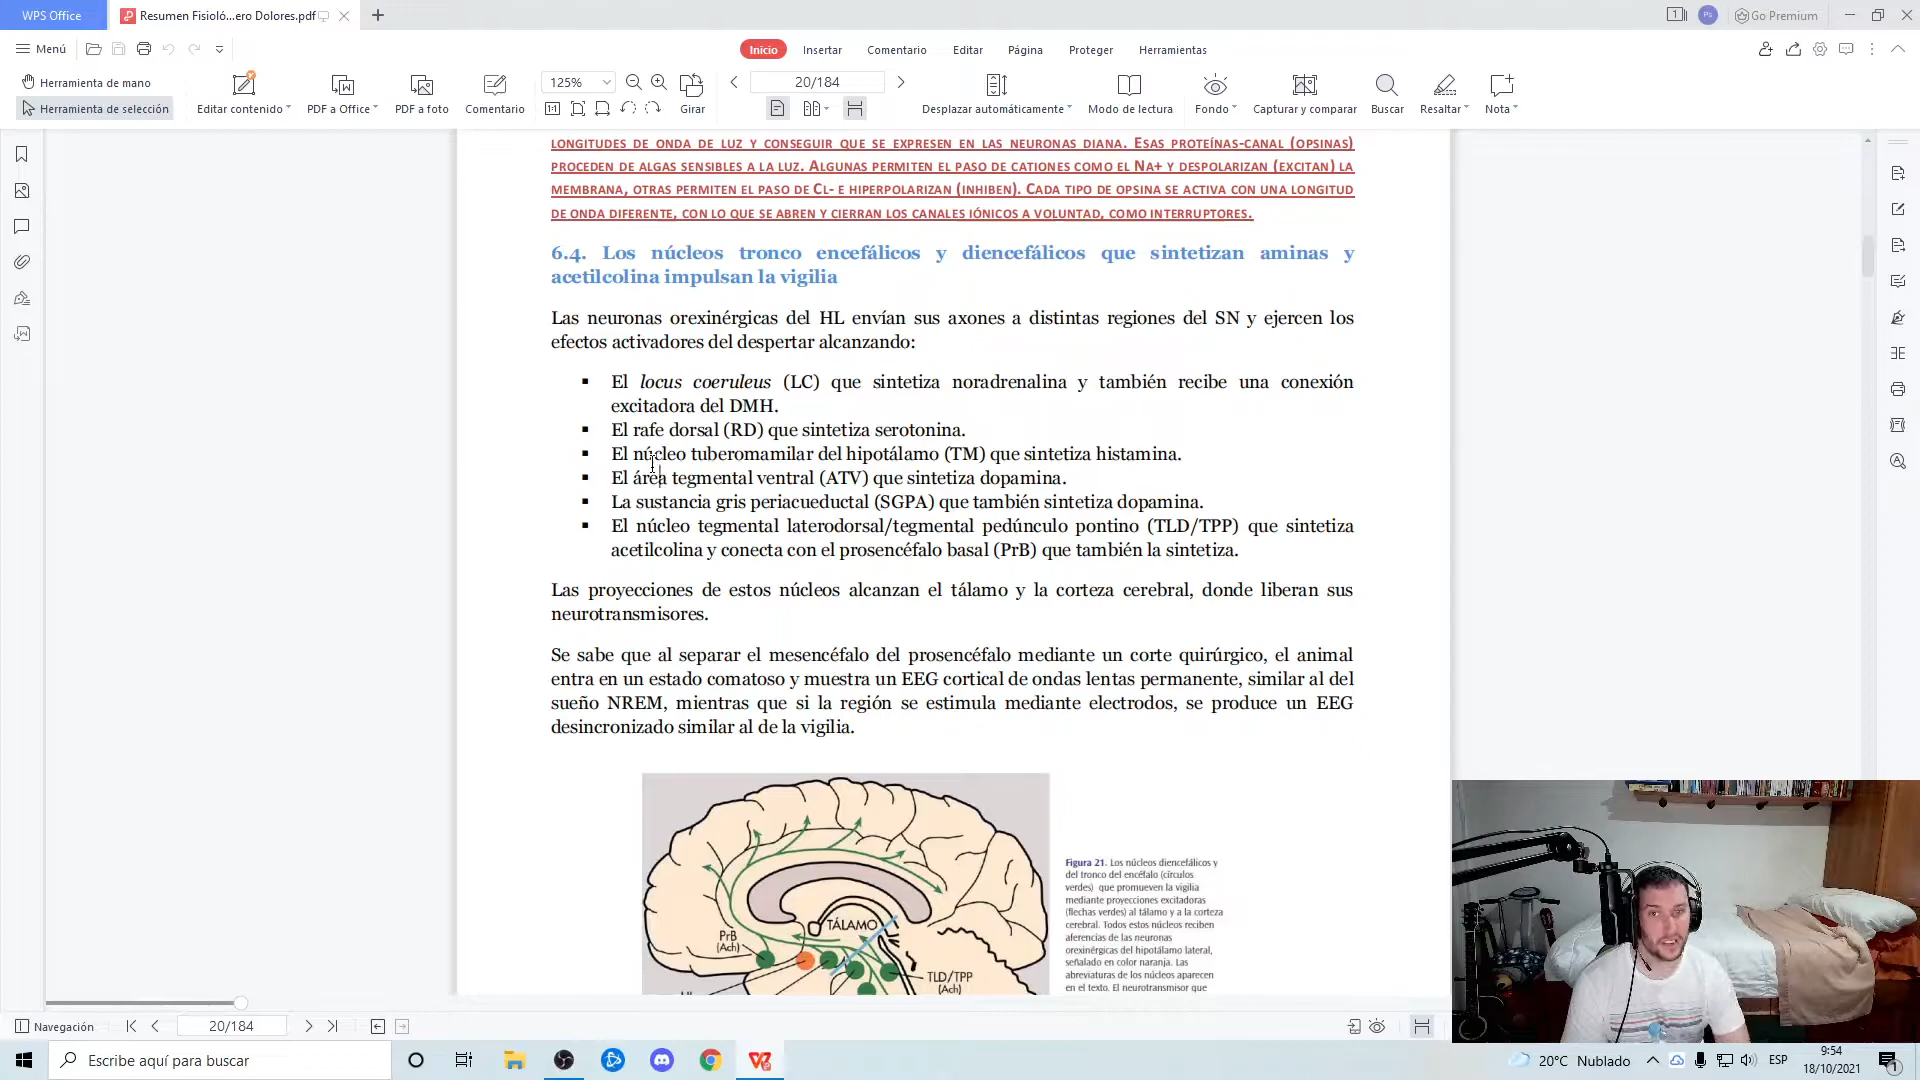 WPS Office
Resumen Fisioló...ero Dolores.pdf
Go Premium
Menú
Inicio
Insertar
Comentario
Editar
Página
Proteger
Herramientas
Herramienta de mano
Herramienta de selección
Editar contenido
PDF a Office
PDF a foto
Comentario
125%
Girar
20/184
Desplazar automáticamente
Modo de lectura
Fondo
Capturar y comparar
Buscar
Resaltar
Nota
LONGITUDES DE ONDA DE LUZ Y CONSEGUIR QUE SE EXPRESEN EN LAS NEURONAS DIANA. ESAS PROTEÍNAS-CANAL (OPSINAS)
PROCEDEN DE ALGAS SENSIBLES A LA LUZ. ALGUNAS PERMITEN EL PASO DE CATIONES COMO EL NA+ Y DESPOLARIZAN (EXCITAN) LA
MEMBRANA, OTRAS PERMITEN EL PASO DE CL- E HIPERPOLARIZAN (INHIBEN). CADA TIPO DE OPSINA SE ACTIVA CON UNA LONGITUD
DE ONDA DIFERENTE, CON LO QUE SE ABREN Y CIERRAN LOS CANALES IÓNICOS A VOLUNTAD, COMO INTERRUPTORES.
6.4. Los núcleos tronco encefálicos y diencefálicos que sintetizan aminas y
acetilcolina impulsan la vigilia
Las neuronas orexinérgicas del HL envían sus axones a distintas regiones del SN y ejercen los
efectos activadores del despertar alcanzando:
▪ El locus coeruleus (LC) que sintetiza noradrenalina y también recibe una conexión
excitadora del DMH.
▪ El rafe dorsal (RD) que sintetiza serotonina.
▪ El núcleo tuberomamilar del hipotálamo (TM) que sintetiza histamina.
▪ El área tegmental ventral (ATV) que sintetiza dopamina.
▪ La sustancia gris periacueductal (SGPA) que también sintetiza dopamina.
▪ El núcleo tegmental laterodorsal/tegmental pedúnculo pontino (TLD/TPP) que sintetiza
acetilcolina y conecta con el prosencéfalo basal (PrB) que también la sintetiza.
Las proyecciones de estos núcleos alcanzan el tálamo y la corteza cerebral, donde liberan sus
neurotransmisores.
Se sabe que al separar el mesencéfalo del prosencéfalo mediante un corte quirúrgico, el animal
entra en un estado comatoso y muestra un EEG cortical de ondas lentas permanente, similar al del
sueño NREM, mientras que si la región se estimula mediante electrodos, se produce un EEG
desincronizado similar al de la vigilia.
TÁLAMO
PrB
(Ach)
TLD/TPP
(Ach)
Figura 21. Los núcleos diencefálicos y
del tronco del encéfalo (círculos
verdes) que promueven la vigilia
mediante proyecciones excitadoras
(flechas verdes) al tálamo y a la corteza
cerebral. Todos estos núcleos reciben
aferencias de las neuronas
orexinérgicas del hipotálamo lateral,
señalado en color naranja. Las
abreviaturas de los núcleos aparecen
en el texto. El neurotransmisor que
Navegación
20/184
Escribe aquí para buscar
20°C Nublado
ESP
9:54
18/10/2021